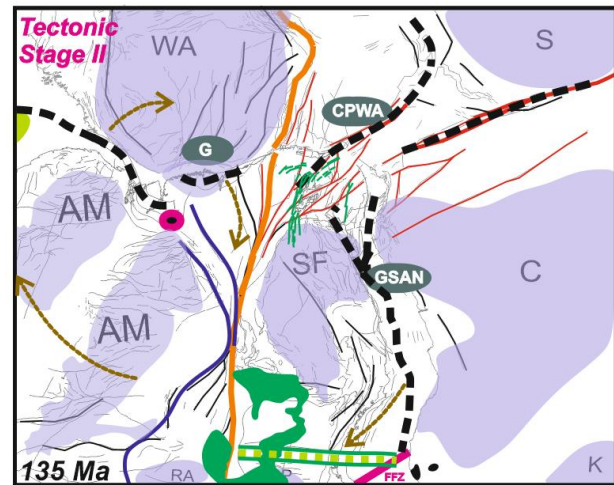 Tectonic
Stage II
WA
S
CPWA
G
AM
SF
C
GSAN
AM
135 Ma
RA
P
FFZ
K